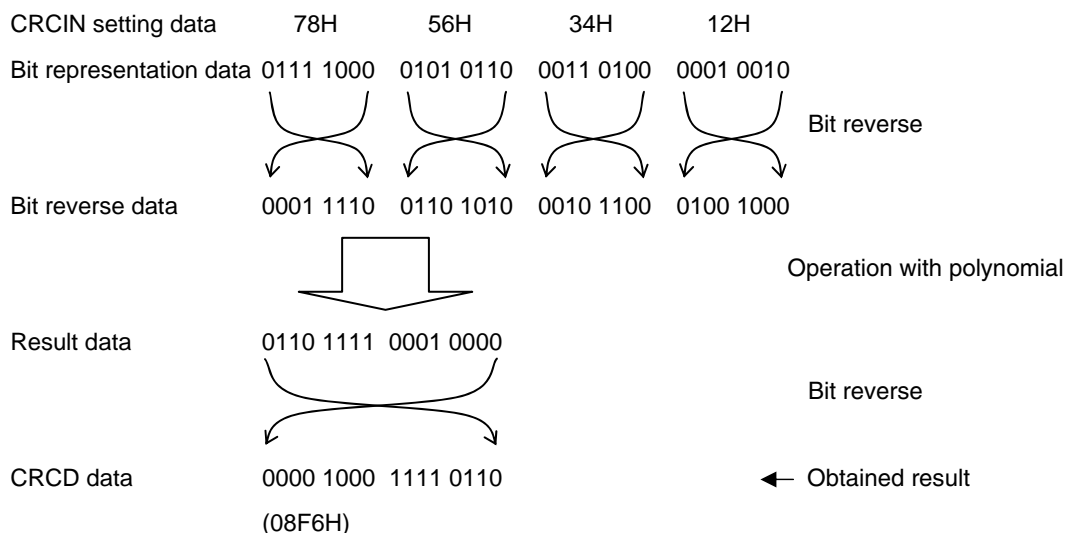 CRCIN setting data 78H 56H 34H 12H
Bit representation data 0111 1000 0101 0110 0011 0100 0001 0010
Bit reverse
Bit reverse data 0001 1110 0110 1010 0010 1100 0100 1000
Operation with polynomial
Result data 0110 1111 0001 0000
Bit reverse
CRCD data 0000 1000 1111 0110 Obtained result
(08F6H)